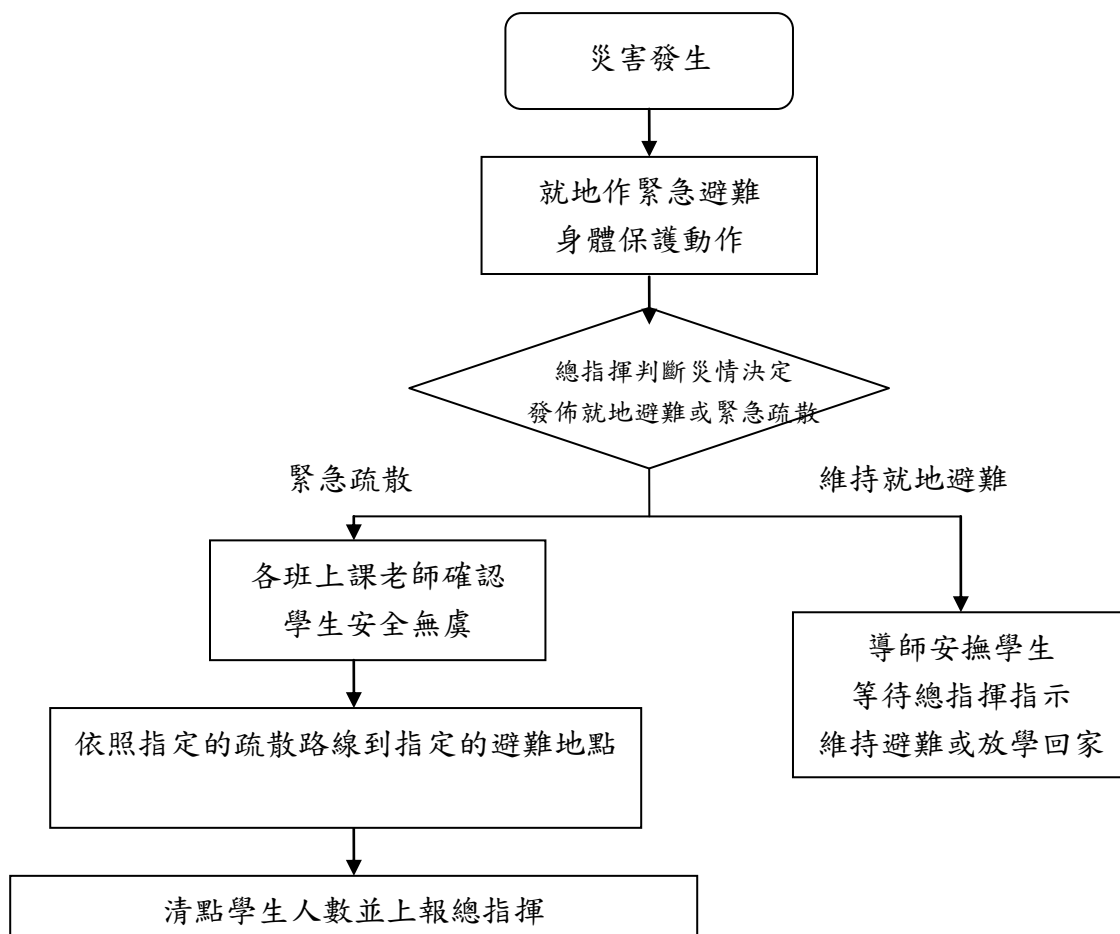 災害發生
就地作緊急避難
身體保護動作
總指揮判斷災情決定
發佈就地避難或緊急疏散
緊急疏散
維持就地避難
各班上課老師確認
學生安全無虞
導師安撫學生
等待總指揮指示
維持避難或放學回家
依照指定的疏散路線到指定的避難地點
清點學生人數並上報總指揮